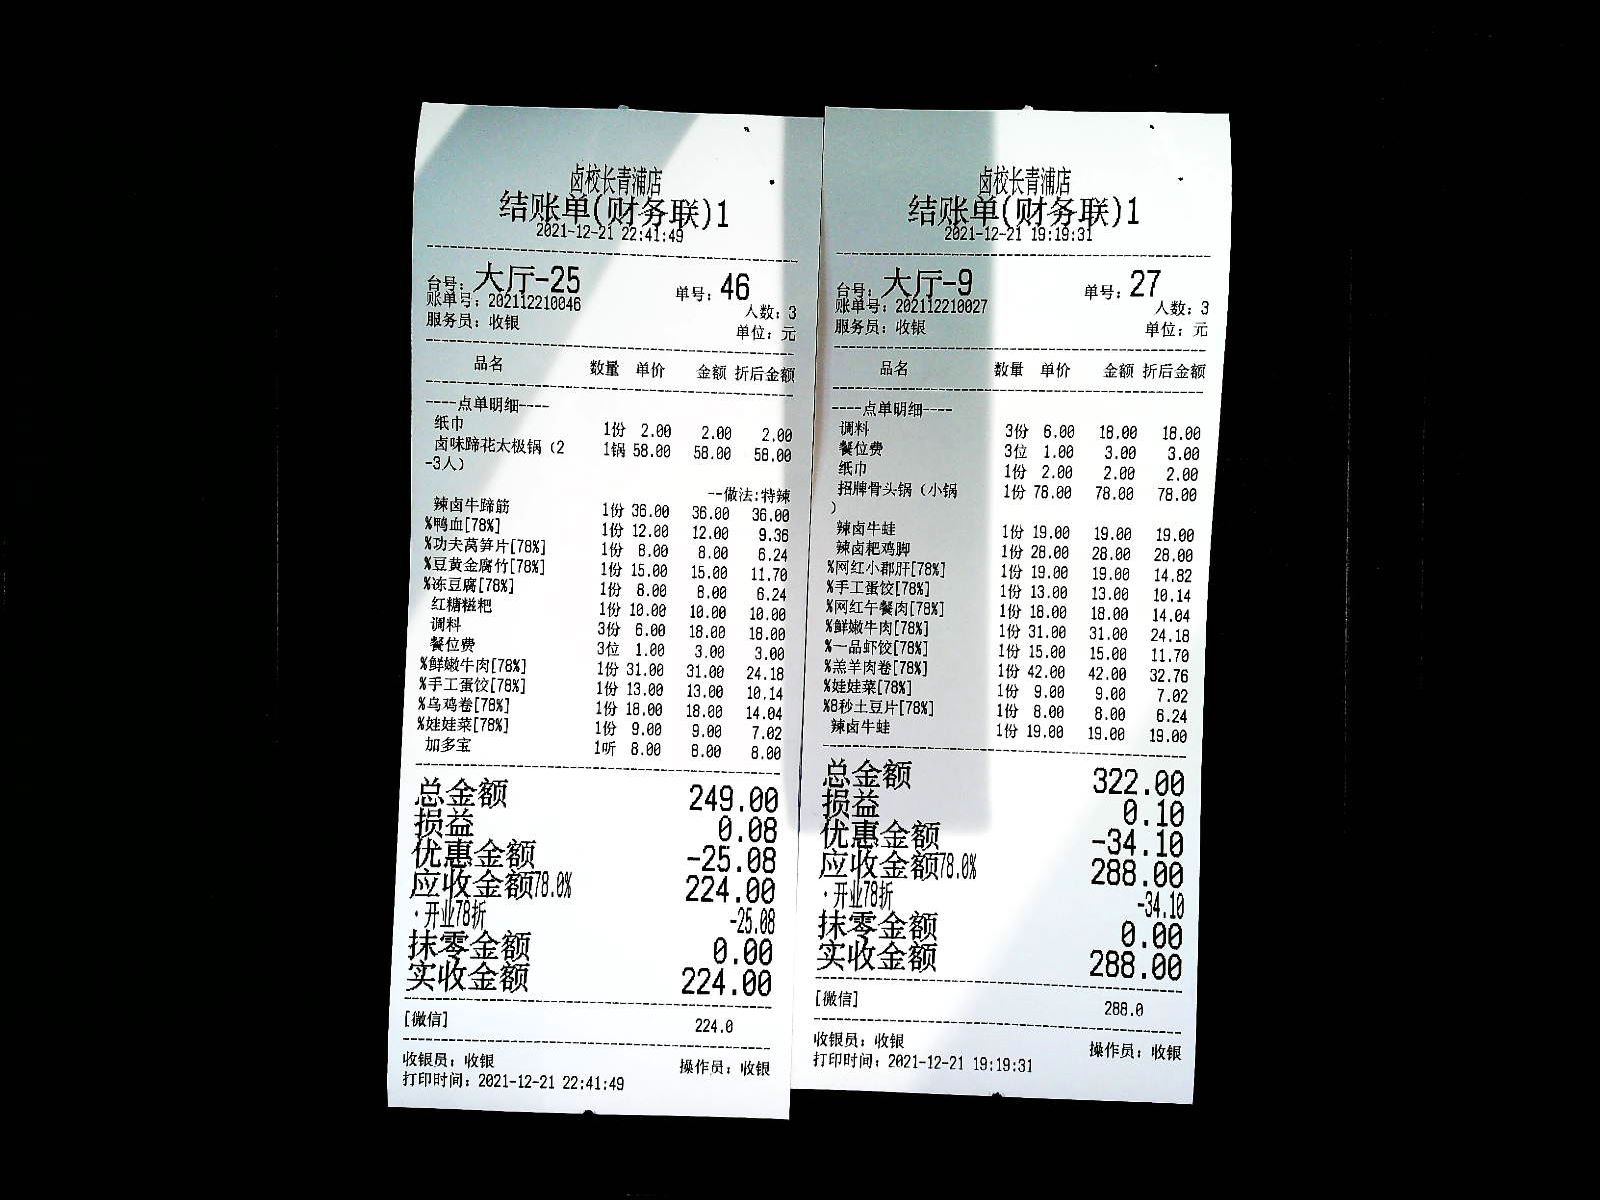 卤校长青浦店
结账单(财务联)1
2021-12-21 22:41:49
台号: 大厅-25 单号: 46
账单号: 202112210046 人数: 3
服务员: 收银 单位: 元
品名 数量 单价 金额 折后金额
----点单明细----
纸巾 1份 2.00 2.00 2.00
卤味蹄花太极锅（2 1锅 58.00 58.00 58.00
-3人）
--做法:特辣
辣卤牛蹄筋 1份 36.00 36.00 36.00
%鸭血[78%] 1份 12.00 12.00 9.36
%功夫莴笋片[78%] 1份 8.00 8.00 6.24
%豆黄金腐竹[78%] 1份 15.00 15.00 11.70
%冻豆腐[78%] 1份 8.00 8.00 6.24
红糖糍粑 1份 10.00 10.00 10.00
调料 3份 6.00 18.00 18.00
餐位费 3位 1.00 3.00 3.00
%鲜嫩牛肉[78%] 1份 31.00 31.00 24.18
%手工蛋饺[78%] 1份 13.00 13.00 10.14
%乌鸡卷[78%] 1份 18.00 18.00 14.04
%娃娃菜[78%] 1份 9.00 9.00 7.02
加多宝 1听 8.00 8.00 8.00
总金额 249.00
损益 0.08
优惠金额 -25.08
应收金额78.0% 224.00
·开业78折 -25.08
抹零金额 0.00
实收金额 224.00
[微信] 224.0
收银员: 收银 操作员: 收银
打印时间: 2021-12-21 22:41:49
卤校长青浦店
结账单(财务联)1
2021-12-21 19:19:31
台号: 大厅-9 单号: 27
账单号: 202112210027 人数: 3
服务员: 收银 单位: 元
品名 数量 单价 金额 折后金额
----点单明细----
调料 3份 6.00 18.00 18.00
餐位费 3位 1.00 3.00 3.00
纸巾 1份 2.00 2.00 2.00
招牌骨头锅（小锅 1份 78.00 78.00 78.00
）
辣卤牛蛙 1份 19.00 19.00 19.00
辣卤粑鸡脚 1份 28.00 28.00 28.00
%网红小郡肝[78%] 1份 19.00 19.00 14.82
%手工蛋饺[78%] 1份 13.00 13.00 10.14
%网红午餐肉[78%] 1份 18.00 18.00 14.04
%鲜嫩牛肉[78%] 1份 31.00 31.00 24.18
%一品虾饺[78%] 1份 15.00 15.00 11.70
%羔羊肉卷[78%] 1份 42.00 42.00 32.76
%娃娃菜[78%] 1份 9.00 9.00 7.02
%8秒土豆片[78%] 1份 8.00 8.00 6.24
辣卤牛蛙 1份 19.00 19.00 19.00
总金额 322.00
损益 0.10
优惠金额 -34.10
应收金额78.0% 288.00
·开业78折 -34.10
抹零金额 0.00
实收金额 288.00
[微信] 288.0
收银员: 收银 操作员: 收银
打印时间: 2021-12-21 19:19:31